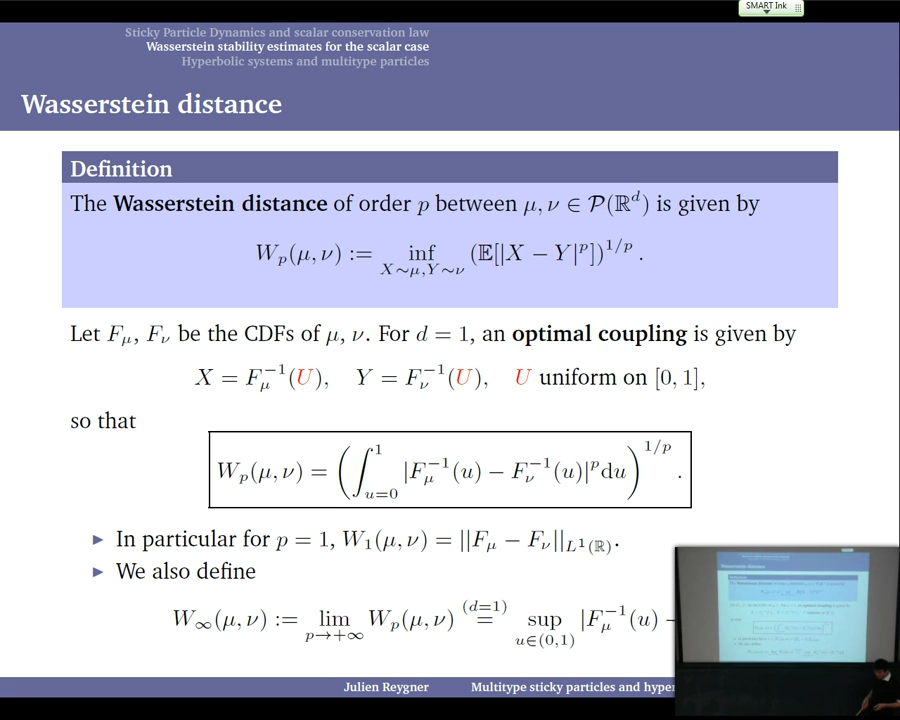 SMART Ink
Sticky Particle Dynamics and scalar conservation law
Wasserstein stability estimates for the scalar case
Hyperbolic systems and multitype particles
Wasserstein distance
Definition
The Wasserstein distance of order p between μ, ν ∈ 𝒫(ℝ^d) is given by
W_p(μ, ν) := inf_{X∼μ,Y∼ν} (𝔼[|X − Y|^p])^{1/p} .
Let F_μ, F_ν be the CDFs of μ, ν. For d = 1, an optimal coupling is given by
X = F_μ^{−1}(U), Y = F_ν^{−1}(U), U uniform on [0, 1],
so that
W_p(μ, ν) = (∫_{u=0}^{1} |F_μ^{−1}(u) − F_ν^{−1}(u)|^p du)^{1/p} .
▶ In particular for p = 1, W_1(μ, ν) = ||F_μ − F_ν||_{L^1(ℝ)}.
▶ We also define
W_∞(μ, ν) := lim_{p→+∞} W_p(μ, ν) \overset{(d=1)}{=} sup_{u∈(0,1)} |F_μ^{−1}(u) −
Julien Reygner Multitype sticky particles and hyper